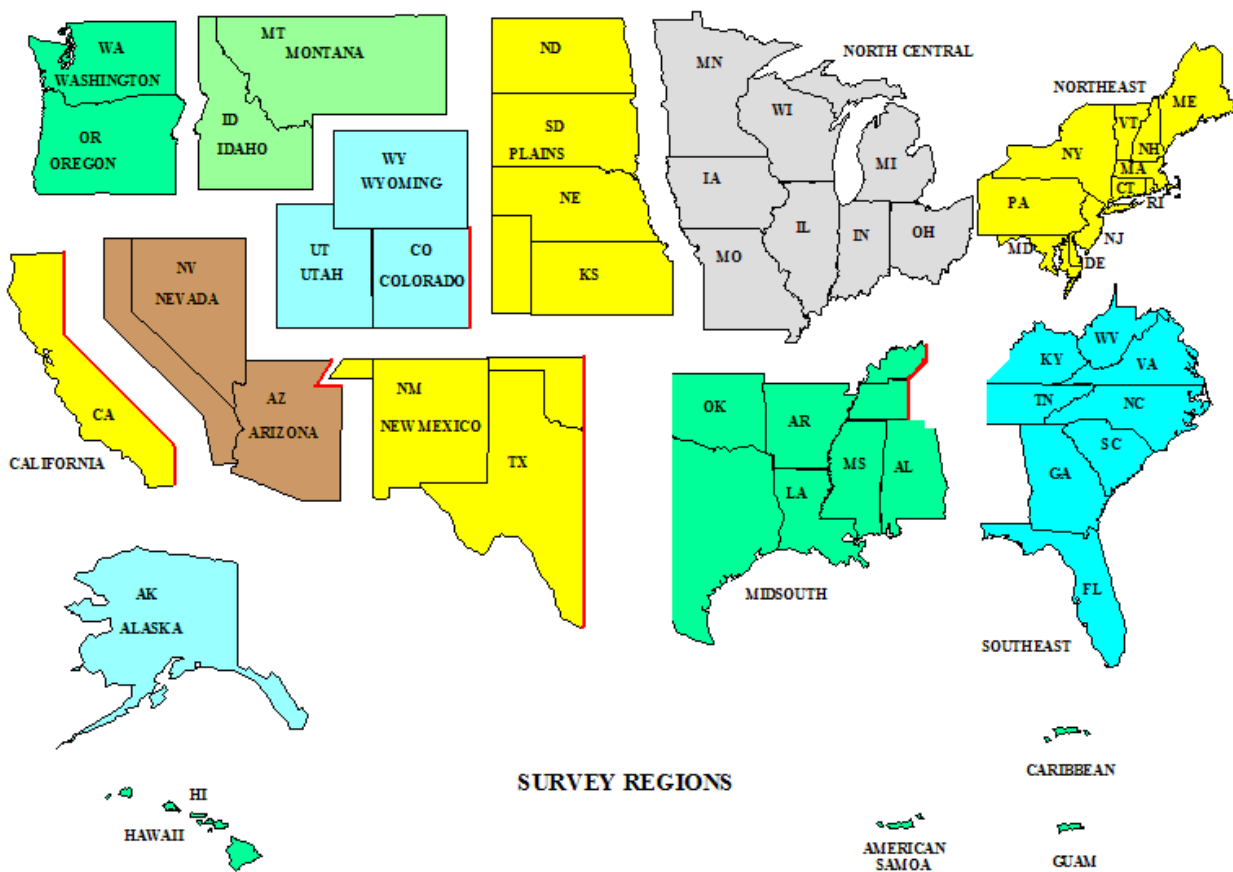 WA
WASHINGTON
OR
OREGON
MT
MONTANA
ID
IDAHO
WY
WYOMING
UT
UTAH
CO
COLORADO
ND
SD
PLAINS
NE
KS
NORTH CENTRAL
MN
WI
MI
IA
IL
IN
OH
MO
NORTHEAST
ME
VT
NH
NY
MA
CT
RI
PA
NJ
MD
DE
CA
CALIFORNIA
NV
NEVADA
AZ
ARIZONA
NM
NEW MEXICO
TX
OK
AR
MS
AL
LA
MIDSOUTH
WV
KY
VA
TN
NC
SC
GA
FL
SOUTHEAST
AK
ALASKA
HI
HAWAII
SURVEY REGIONS
CARIBBEAN
AMERICAN
SAMOA
GUAM